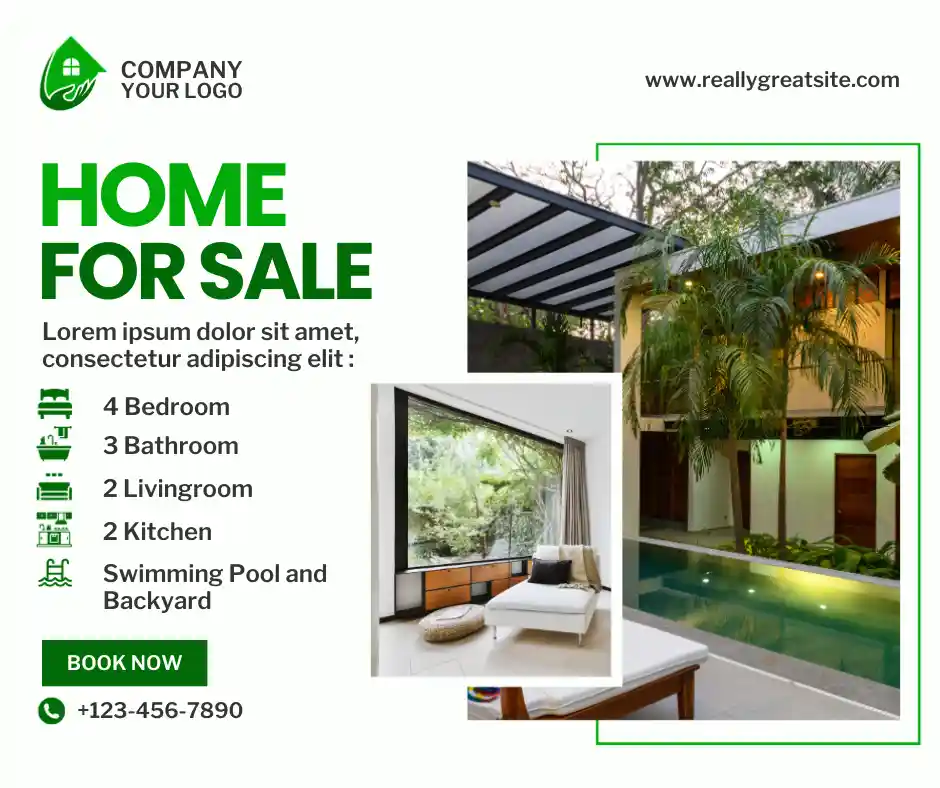 COMPANY
YOUR LOGO
www.reallygreatsite.com
HOME
FOR SALE
Lorem ipsum dolor sit amet,
consectetur adipiscing elit :
4 Bedroom
3 Bathroom
2 Livingroom
2 Kitchen
Swimming Pool and
Backyard
BOOK NOW
+123-456-7890